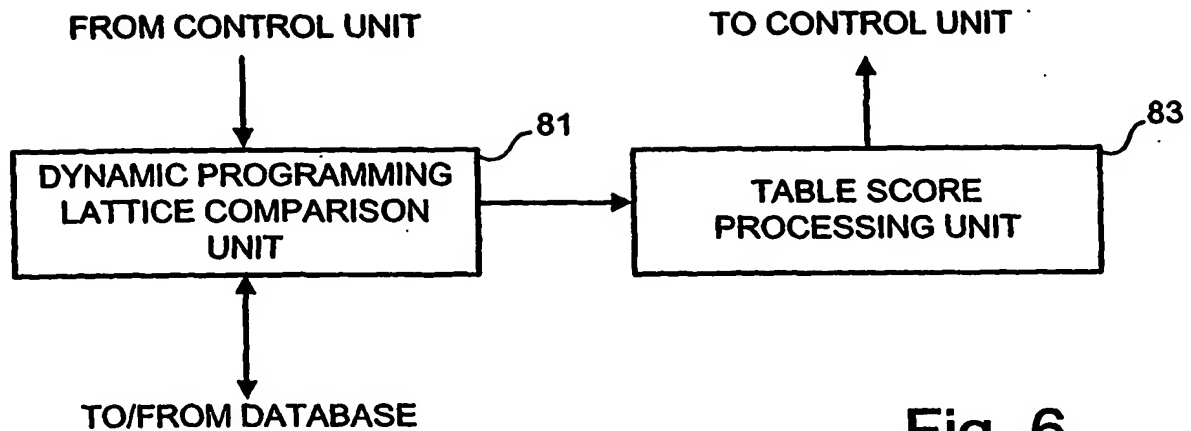 FROM CONTROL UNIT
TO CONTROL UNIT
81
83
DYNAMIC PROGRAMMING
LATTICE COMPARISON
UNIT
TABLE SCORE
PROCESSING UNIT
TO/FROM DATABASE
Fig. 6